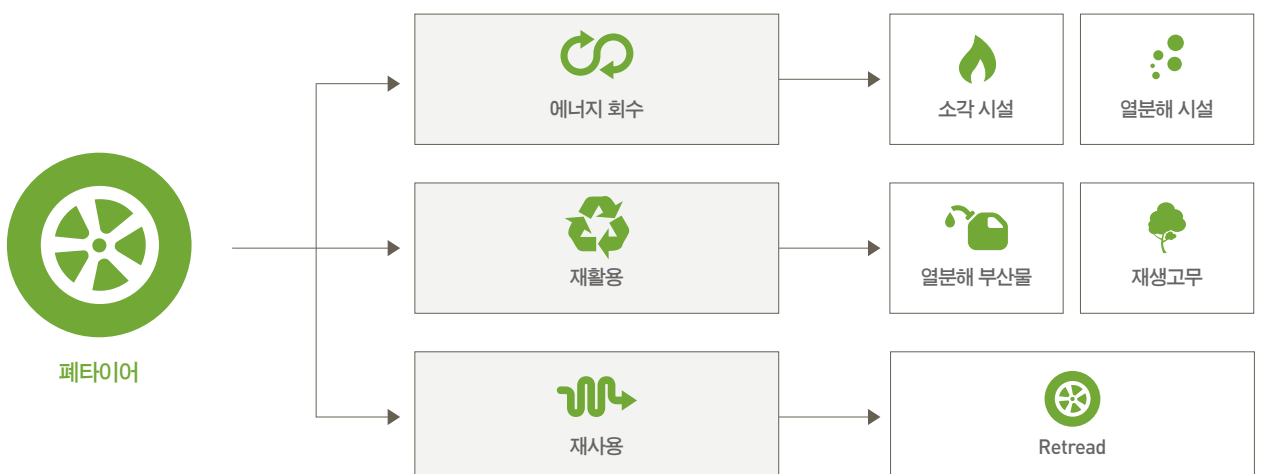 에너지 회수
소각 시설
열분해 시설
재활용
열분해 부산물
재생고무
폐타이어
재사용
Retread